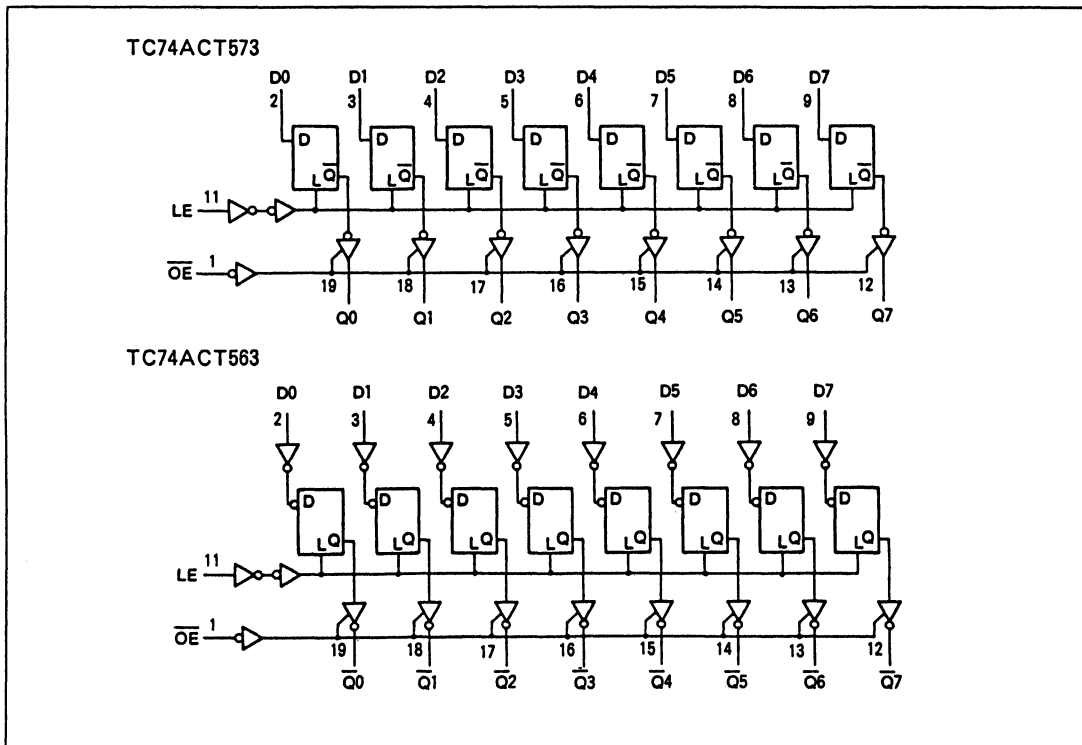 TC74ACT573
D0 D1 D2 D3 D4 D5 D6 D7
2 3 4 5 6 7 8 9
D D D D D D D D
L Q̅ L Q̅ L Q̅ L Q̅ L Q̅ L Q̅ L Q̅ L Q̅
LE 11
O̅E̅ 1
19 18 17 16 15 14 13 12
Q0 Q1 Q2 Q3 Q4 Q5 Q6 Q7
TC74ACT563
D0 D1 D2 D3 D4 D5 D6 D7
2 3 4 5 6 7 8 9
D D D D D D D D
L Q L Q L Q L Q L Q L Q L Q L Q
LE 11
O̅E̅ 1
19 18 17 16 15 14 13 12
Q̅0 Q̅1 Q̅2 Q̅3 Q̅4 Q̅5 Q̅6 Q̅7